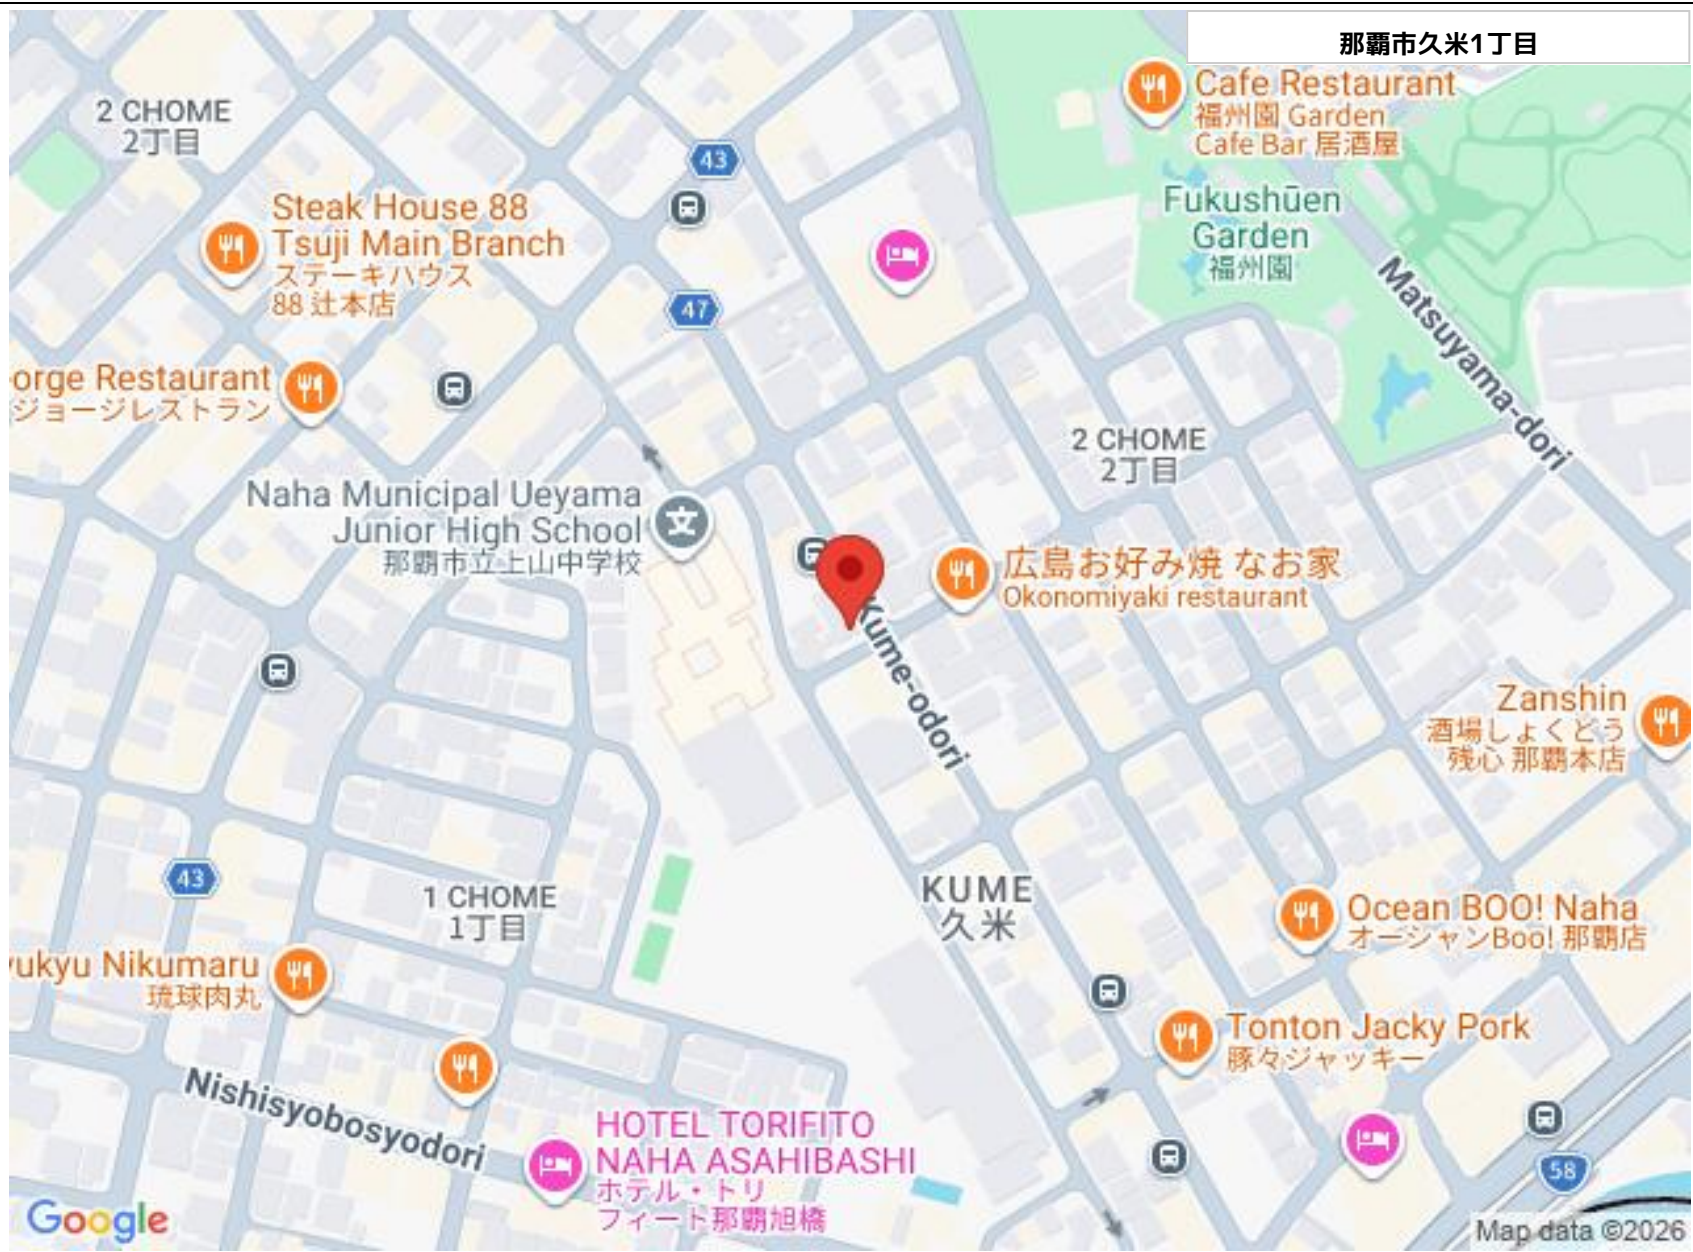 那覇市久米1丁目
Cafe Restaurant
福州園 Garden
Cafe Bar 居酒屋
2 CHOME
2丁目
43
Fukushūen
Garden
福州園
Steak House 88
Tsuji Main Branch
ステーキハウス
88 辻本店
47
Matsuyama-dori
orge Restaurant
ジョージレストラン
2 CHOME
2丁目
Naha Municipal Ueyama
Junior High School
那覇市立上山中学校
文
広島お好み焼 なお家
Okonomiyaki restaurant
Kume-odori
Zanshin
酒場しょくどう
残心 那覇本店
43
1 CHOME
1丁目
KUME
久米
Ocean BOO! Naha
オーシャンBoo! 那覇店
yukyu Nikumaru
琉球肉丸
Tonton Jacky Pork
豚々ジャッキー
Nishisyobosyodori
HOTEL TORIFITO
NAHA ASAHIBASHI
ホテル・トリ
フィート那覇旭橋
58
Google
Map data ©2026